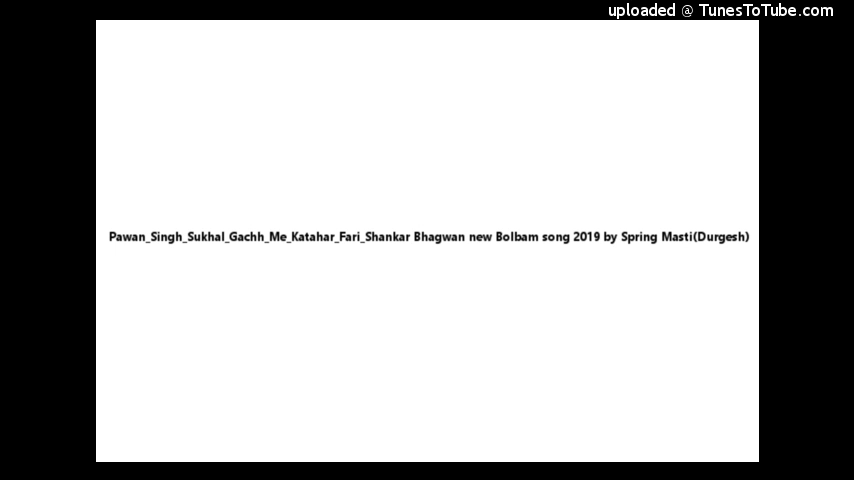 uploaded @ TunesToTube.com
Pawan_Singh_Sukhal_Gachh_Me_Katahar_Fari_Shankar Bhagwan new Bolbam song 2019 by Spring Masti(Durgesh)